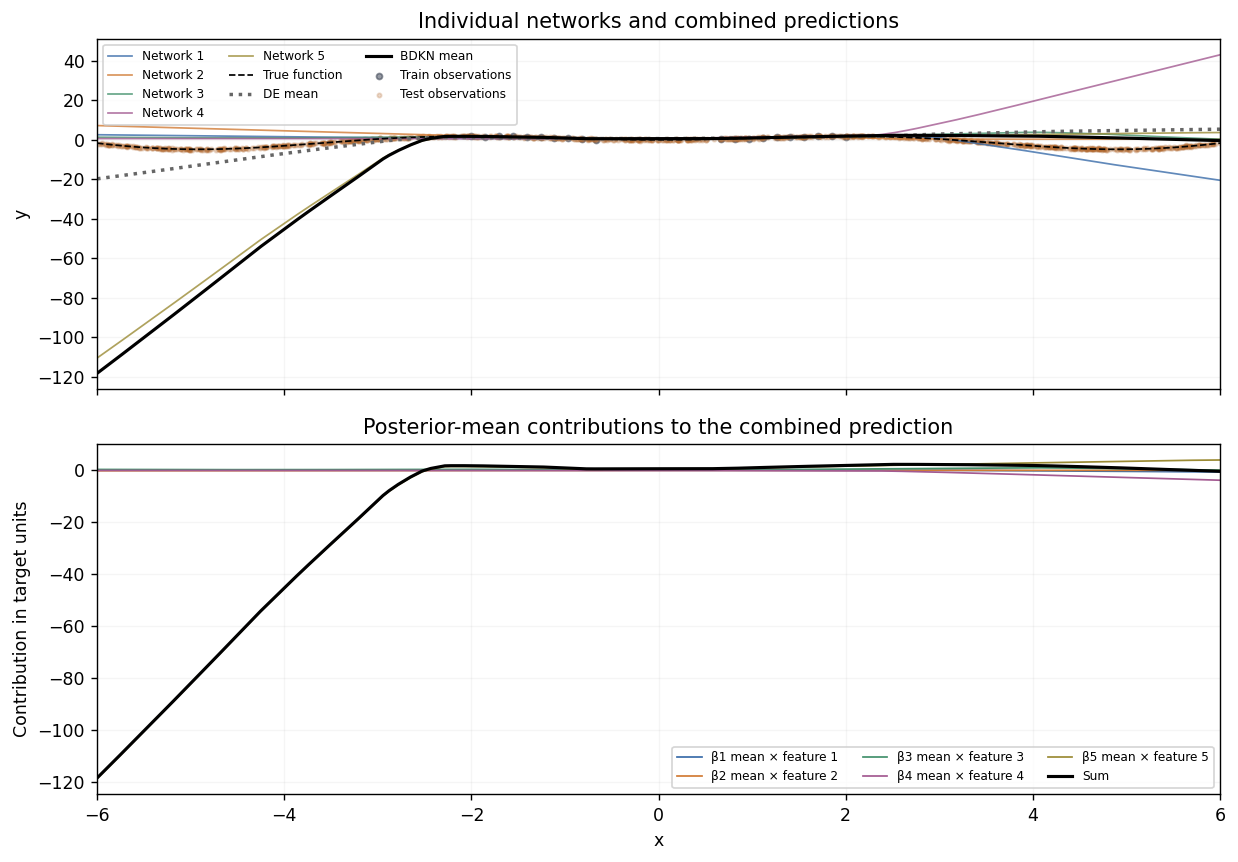 Individual networks and combined predictions
Network 1
Network 2
Network 3
Network 4
Network 5
True function
DE mean
BDKN mean
Train observations
Test observations
40
20
0
−20
−40
−60
−80
−100
−120
y
Posterior-mean contributions to the combined prediction
0
−20
−40
−60
−80
−100
−120
Contribution in target units
β1 mean × feature 1
β2 mean × feature 2
β3 mean × feature 3
β4 mean × feature 4
β5 mean × feature 5
Sum
−6
−4
−2
0
2
4
6
x